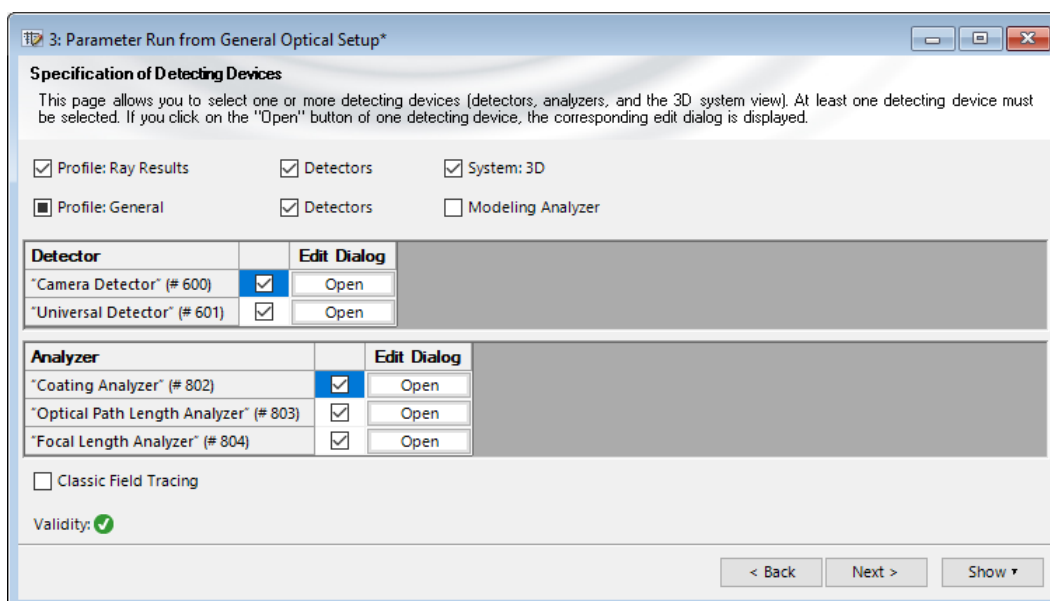 3: Parameter Run from General Optical Setup*
Specification of Detecting Devices
This page allows you to select one or more detecting devices (detectors, analyzers, and the 3D system view). At least one detecting device must
be selected. If you click on the "Open" button of one detecting device, the corresponding edit dialog is displayed.
Profile: Ray Results Detectors System: 3D
Profile: General Detectors Modeling Analyzer
Detector Edit Dialog
"Camera Detector" (# 600) Open
"Universal Detector" (# 601) Open
Analyzer Edit Dialog
"Coating Analyzer" (# 802) Open
"Optical Path Length Analyzer" (# 803) Open
"Focal Length Analyzer" (# 804) Open
Classic Field Tracing
Validity:
< Back Next > Show